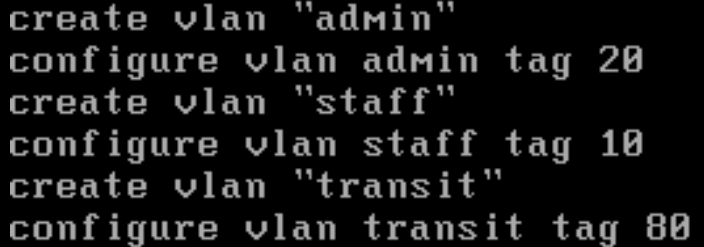 create vlan "admin"
configure vlan admin tag 20
create vlan "staff"
configure vlan staff tag 10
create vlan "transit"
configure vlan transit tag 80